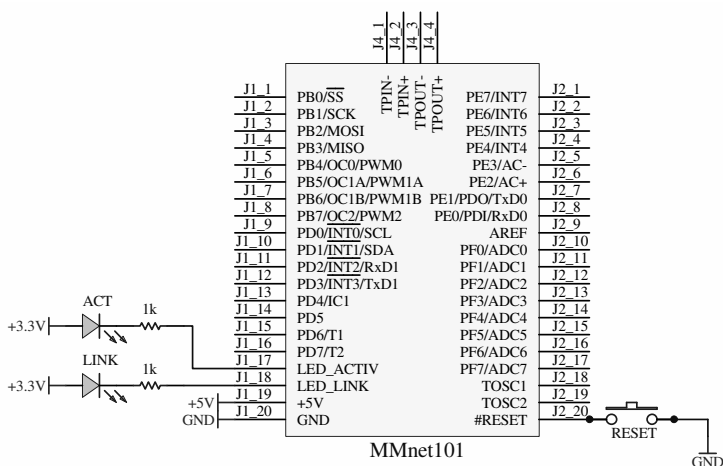 J4_1 J4_2 J4_3 J4_4
TPIN- TPIN+ TPOUT- TPOUT+
J1_1 PB0/SS PE7/INT7 J2_1
J1_2 PB1/SCK PE6/INT6 J2_2
J1_3 PB2/MOSI PE5/INT5 J2_3
J1_4 PB3/MISO PE4/INT4 J2_4
J1_5 PB4/OC0/PWM0 PE3/AC- J2_5
J1_6 PB5/OC1A/PWM1A PE2/AC+ J2_6
J1_7 PB6/OC1B/PWM1B PE1/PDO/TxD0 J2_7
J1_8 PB7/OC2/PWM2 PE0/PDI/RxD0 J2_8
J1_9 PD0/INT0/SCL AREF J2_9
J1_10 PD1/INT1/SDA PF0/ADC0 J2_10
J1_11 PD2/INT2/RxD1 PF1/ADC1 J2_11
J1_12 PD3/INT3/TxD1 PF2/ADC2 J2_12
J1_13 PD4/IC1 PF3/ADC3 J2_13
J1_14 PD5 PF4/ADC4 J2_14
J1_15 PD6/T1 PF5/ADC5 J2_15
J1_16 PD7/T2 PF6/ADC6 J2_16
J1_17 LED_ACTIV PF7/ADC7 J2_17
J1_18 LED_LINK TOSC1 J2_18
J1_19 +5V TOSC2 J2_19
J1_20 GND #RESET J2_20
ACT 1k
+3.3V
LINK 1k
+3.3V
+5V
GND
RESET
GND
MMnet101